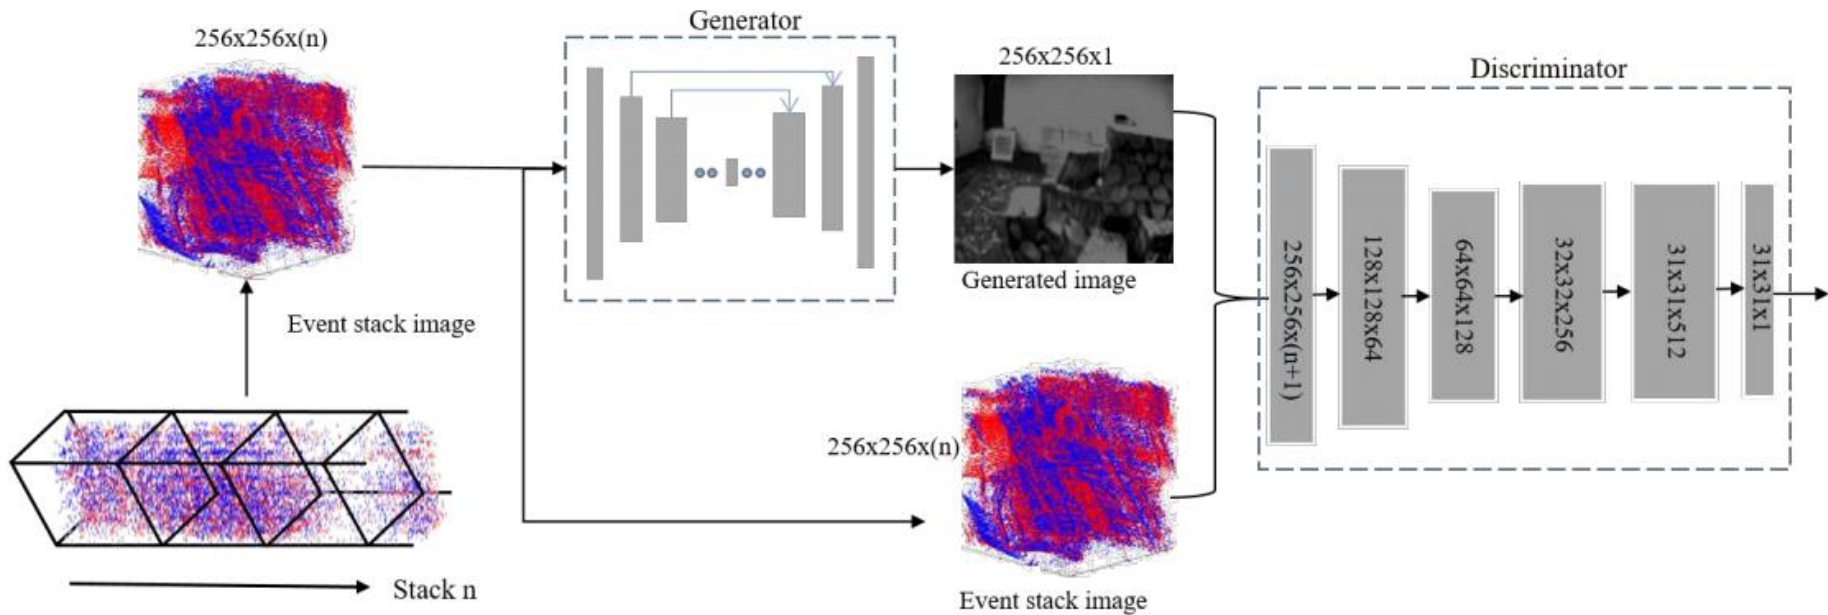 256x256x(n)
Event stack image
Stack n
Generator
256x256x1
Generated image
256x256x(n)
Event stack image
Discriminator
256x256x(n+1)
128x128x64
64x64x128
32x32x256
31x31x512
31x31x1